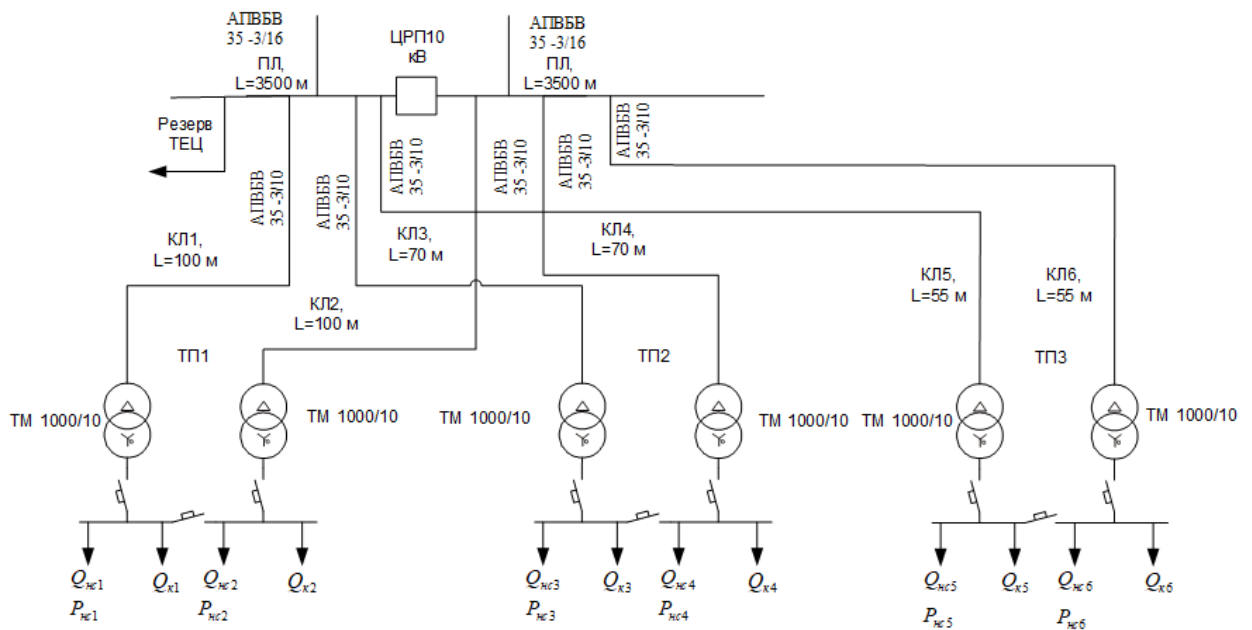 АПВБВ
35 -3/16
ПЛ,
L=3500 м
ЦРП10
кВ
АПВБВ
35 -3/16
ПЛ,
L=3500 м
Резерв
ТЕЦ
АПВБВ
35 -3/10
АПВБВ
35 -3/10
АПВБВ
35 -3/10
АПВБВ
35 -3/10
АПВБВ
35 -3/10
АПВБВ
35 -3/10
КЛ1,
L=100 м
КЛ3,
L=70 м
КЛ4,
L=70 м
КЛ5,
L=55 м
КЛ6,
L=55 м
КЛ2,
L=100 м
ТП1
ТП2
ТП3
ТМ 1000/10
ТМ 1000/10
ТМ 1000/10
ТМ 1000/10
ТМ 1000/10
ТМ 1000/10
Qнс1
Qк1
Qнс2
Qк2
Qнс3
Qк3
Qнс4
Qк4
Qнс5
Qк5
Qнс6
Qк6
Pнс1
Pнс2
Pнс3
Pнс4
Pнс5
Pнс6